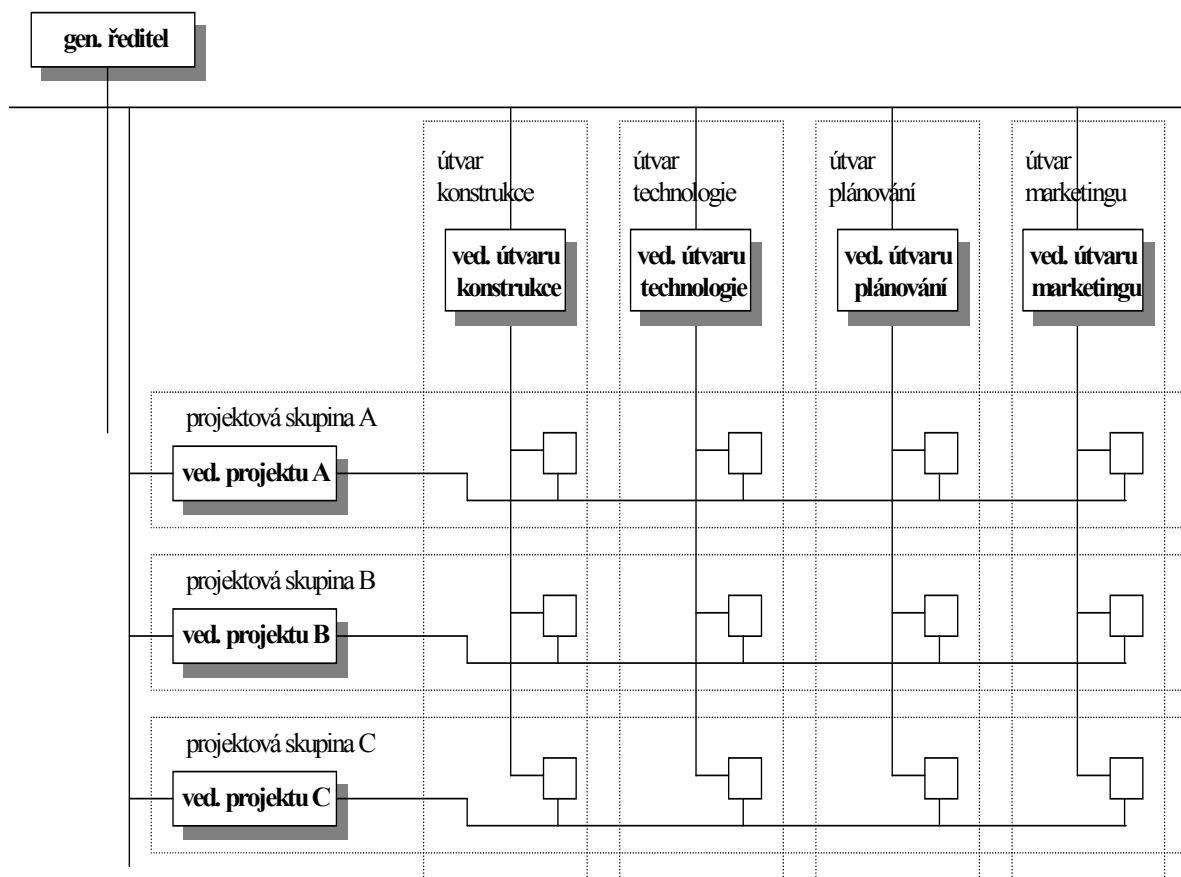 gen. ředitel
útvar
konstrukce
útvar
technologie
útvar
plánování
útvar
marketingu
ved. útvaru
konstrukce
ved. útvaru
technologie
ved. útvaru
plánování
ved. útvaru
marketingu
projektová skupina A
ved. projektu A
projektová skupina B
ved. projektu B
projektová skupina C
ved. projektu C